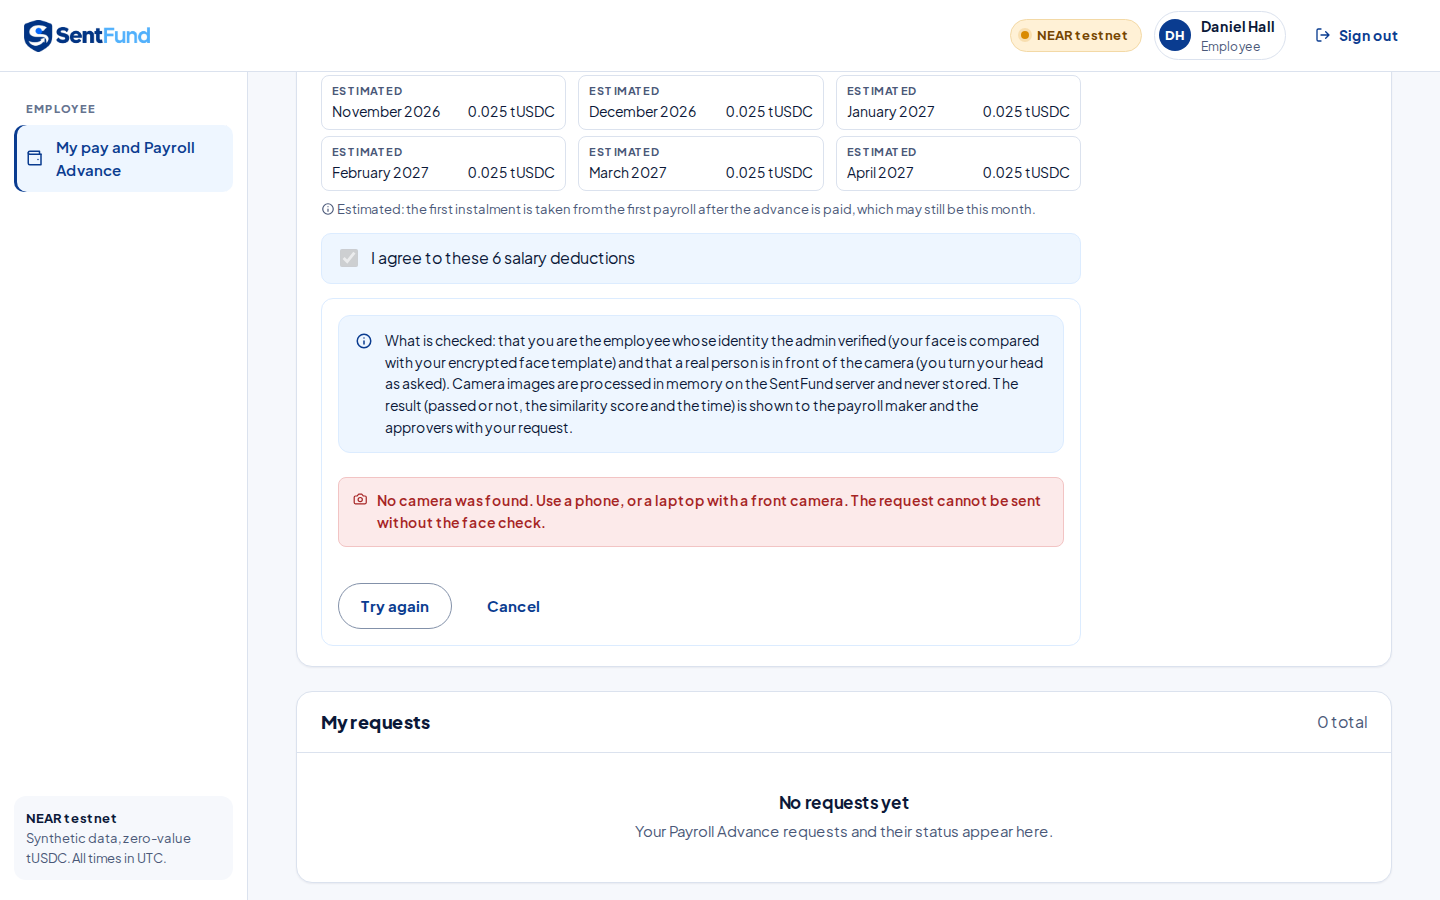 SentFund
NEAR testnet
DH
Daniel Hall
Employee
Sign out
EMPLOYEE
My pay and Payroll
Advance
ESTIMATED
November 2026 0.025 tUSDC
ESTIMATED
December 2026 0.025 tUSDC
ESTIMATED
January 2027 0.025 tUSDC
ESTIMATED
February 2027 0.025 tUSDC
ESTIMATED
March 2027 0.025 tUSDC
ESTIMATED
April 2027 0.025 tUSDC
Estimated: the first instalment is taken from the first payroll after the advance is paid, which may still be this month.
I agree to these 6 salary deductions
What is checked: that you are the employee whose identity the admin verified (your face is compared
with your encrypted face template) and that a real person is in front of the camera (you turn your head
as asked). Camera images are processed in memory on the SentFund server and never stored. The
result (passed or not, the similarity score and the time) is shown to the payroll maker and the
approvers with your request.
No camera was found. Use a phone, or a laptop with a front camera. The request cannot be sent
without the face check.
Try again
Cancel
My requests
0 total
No requests yet
Your Payroll Advance requests and their status appear here.
NEAR testnet
Synthetic data, zero-value
tUSDC. All times in UTC.